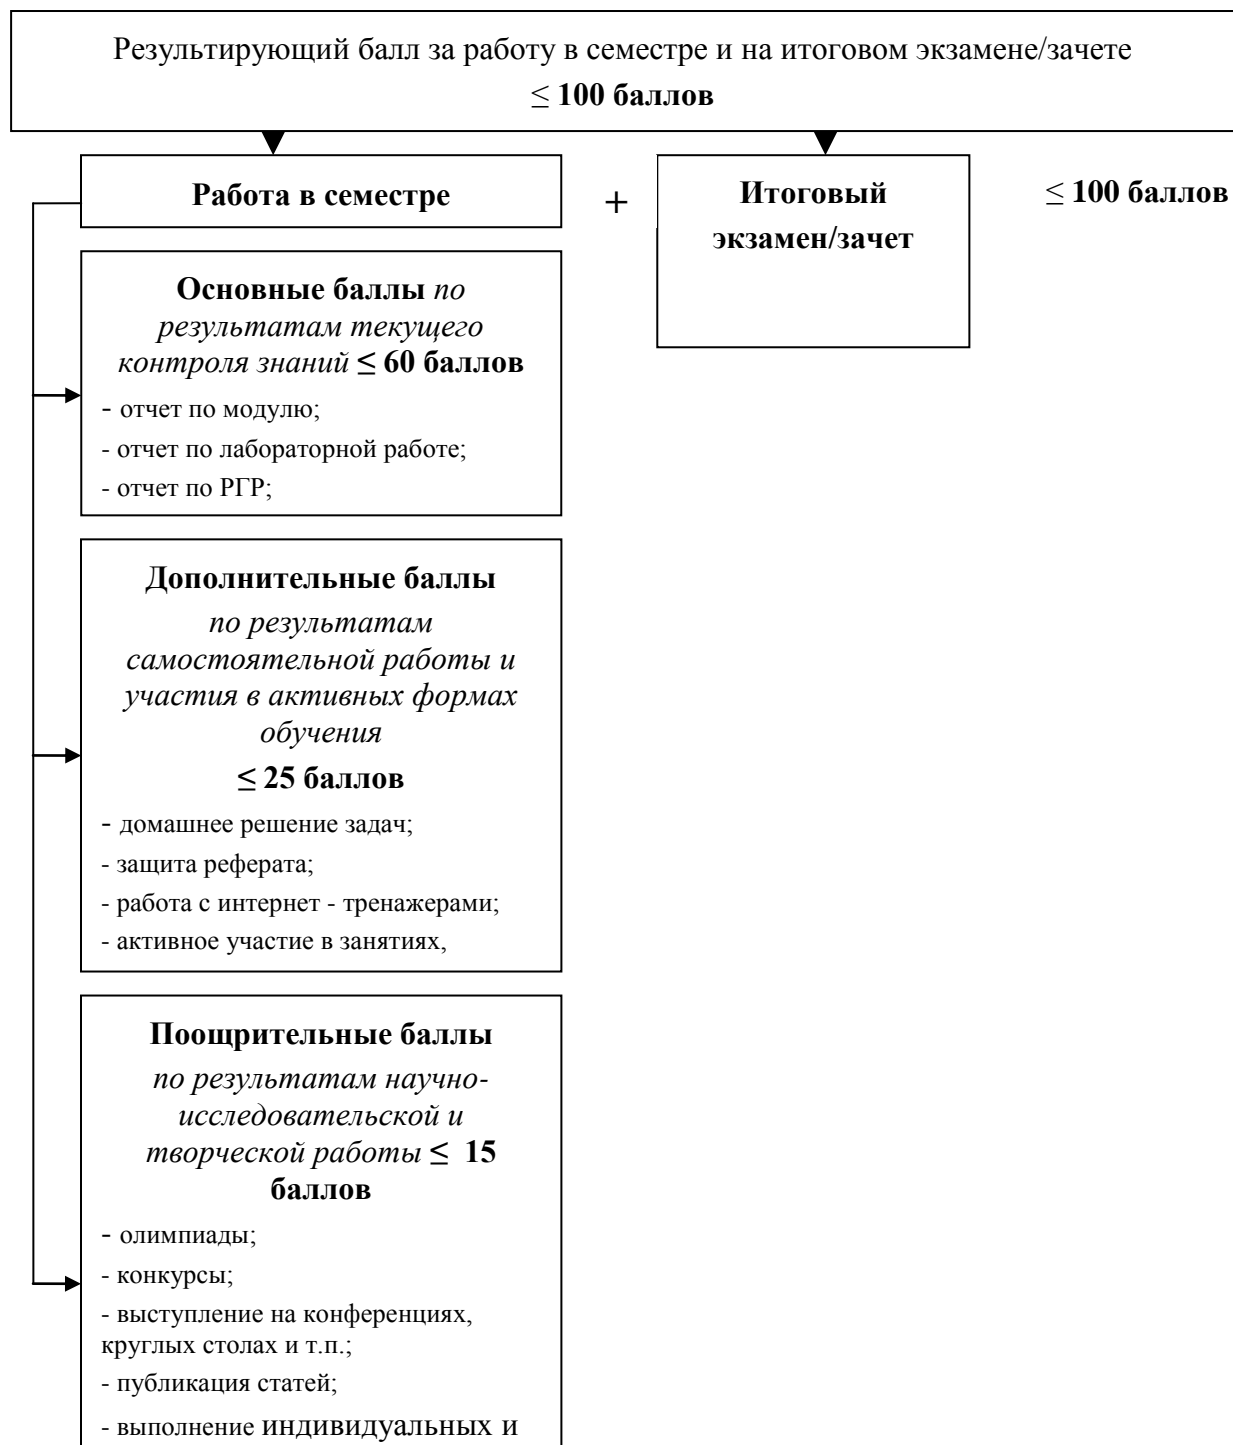 Результирующий балл за работу в семестре и на итоговом экзамене/зачете
≤ 100 баллов
Работа в семестре
+
Итоговый
экзамен/зачет
≤ 100 баллов
Основные баллы по
результатам текущего
контроля знаний ≤ 60 баллов
- отчет по модулю;
- отчет по лабораторной работе;
- отчет по РГР;
Дополнительные баллы
по результатам
самостоятельной работы и
участия в активных формах
обучения
≤ 25 баллов
- домашнее решение задач;
- защита реферата;
- работа с интернет - тренажерами;
- активное участие в занятиях,
Поощрительные баллы
по результатам научно-
исследовательской и
творческой работы ≤ 15
баллов
- олимпиады;
- конкурсы;
- выступление на конференциях,
круглых столах и т.п.;
- публикация статей;
- выполнение индивидуальных и